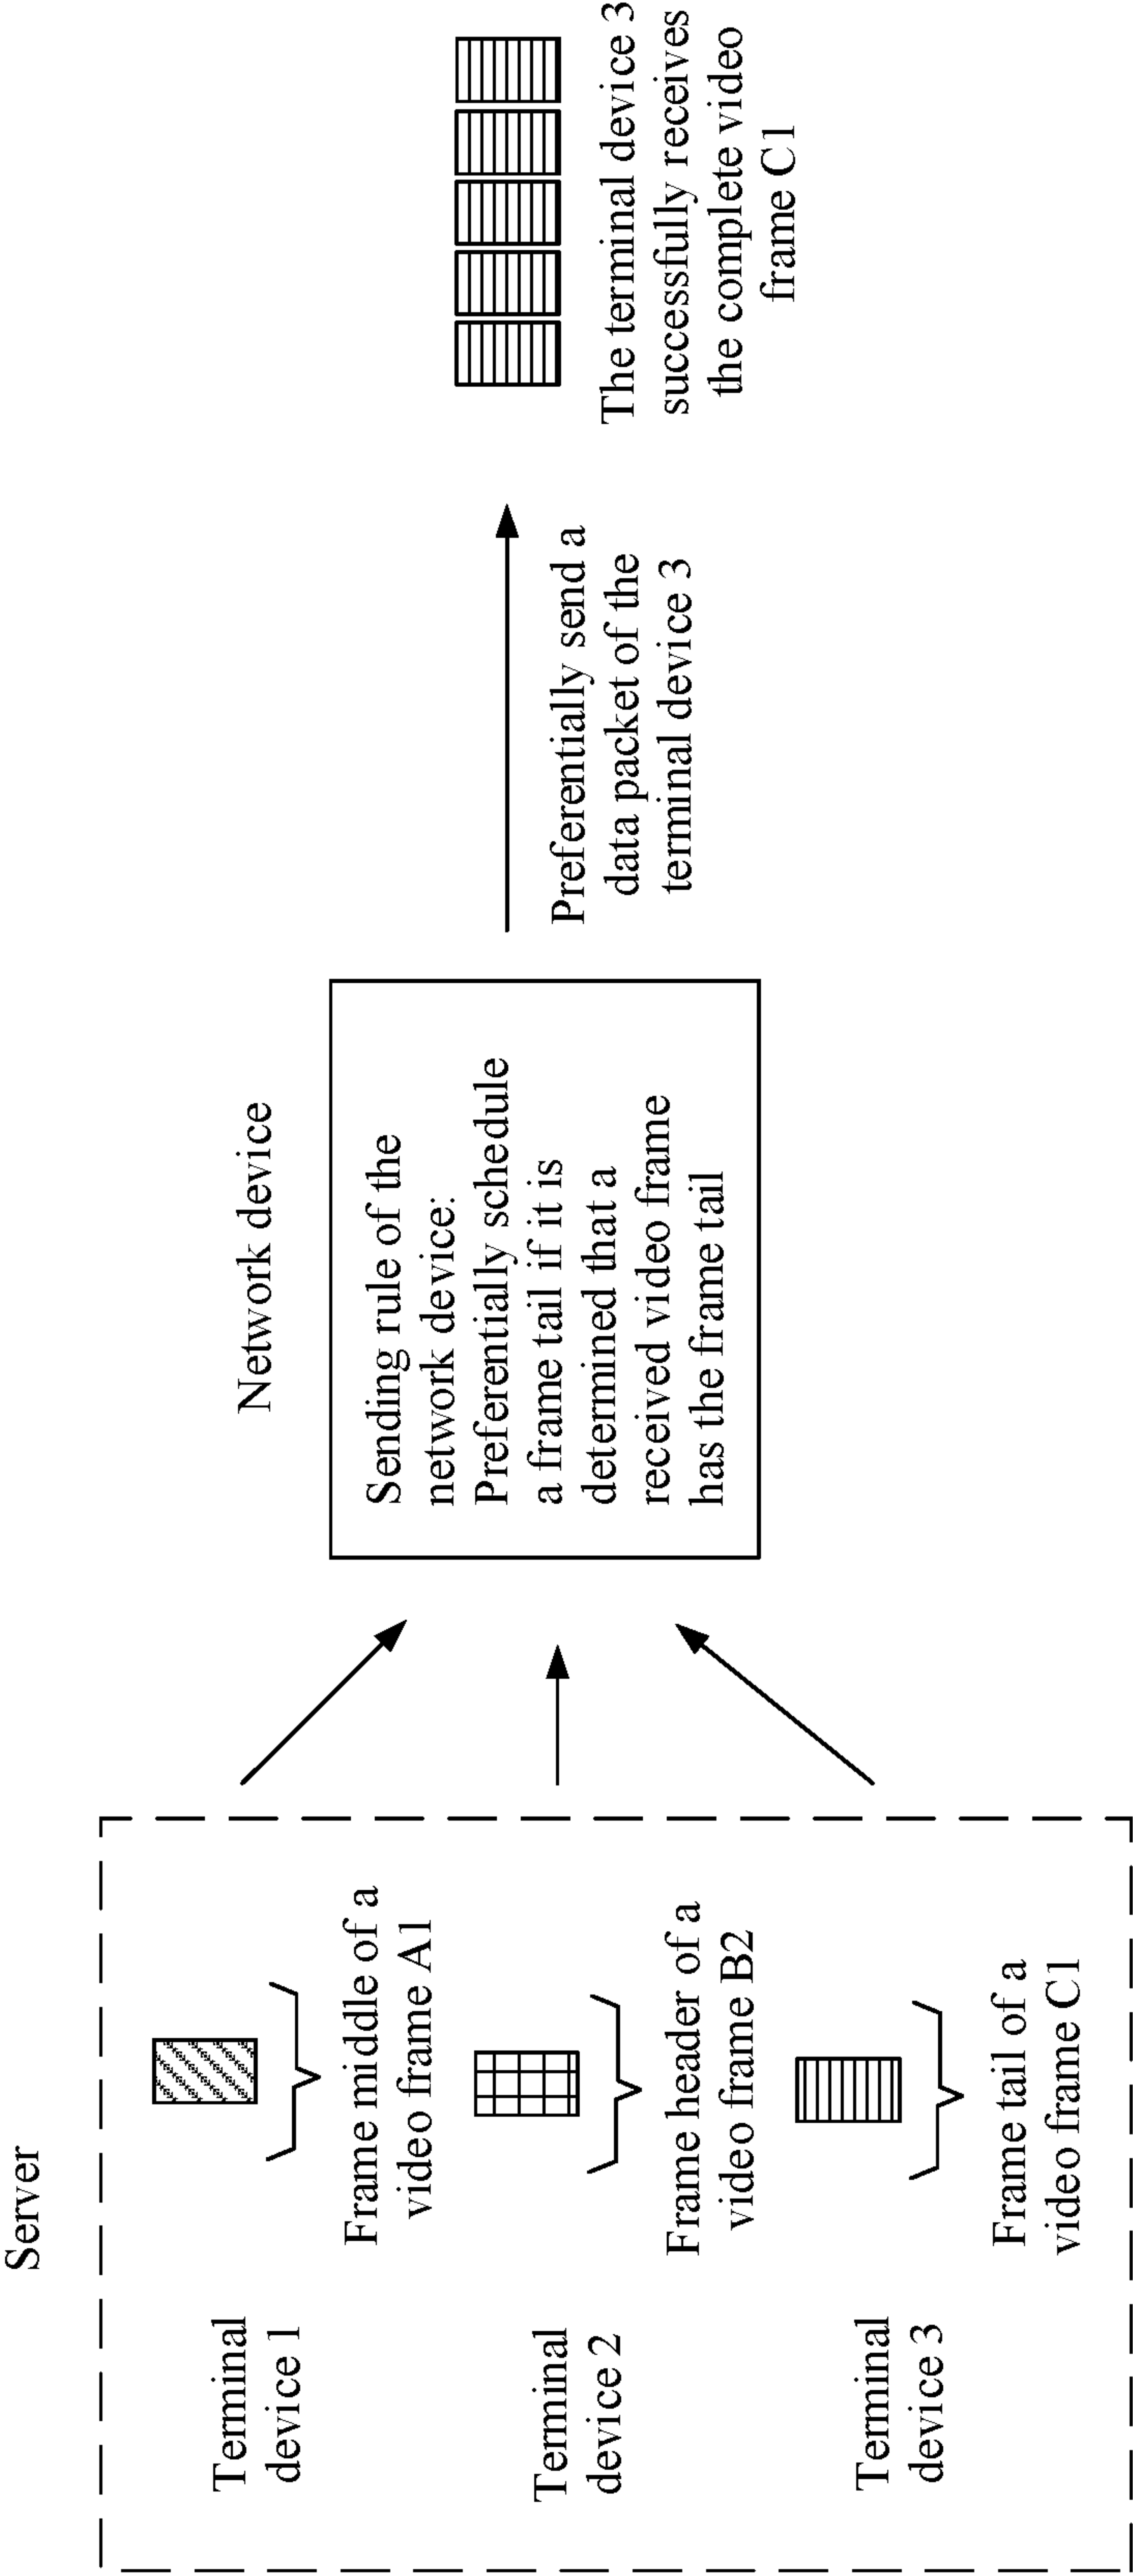 Server
Terminal
device 1
Frame middle of a
video frame A1
Terminal
device 2
Frame header of a
video frame B2
Terminal
device 3
Frame tail of a
video frame C1
Network device
Sending rule of the
network device:
Preferentially schedule
a frame tail if it is
determined that a
received video frame
has the frame tail
Preferentially send a
data packet of the
terminal device 3
The terminal device 3
successfully receives
the complete video
frame C1